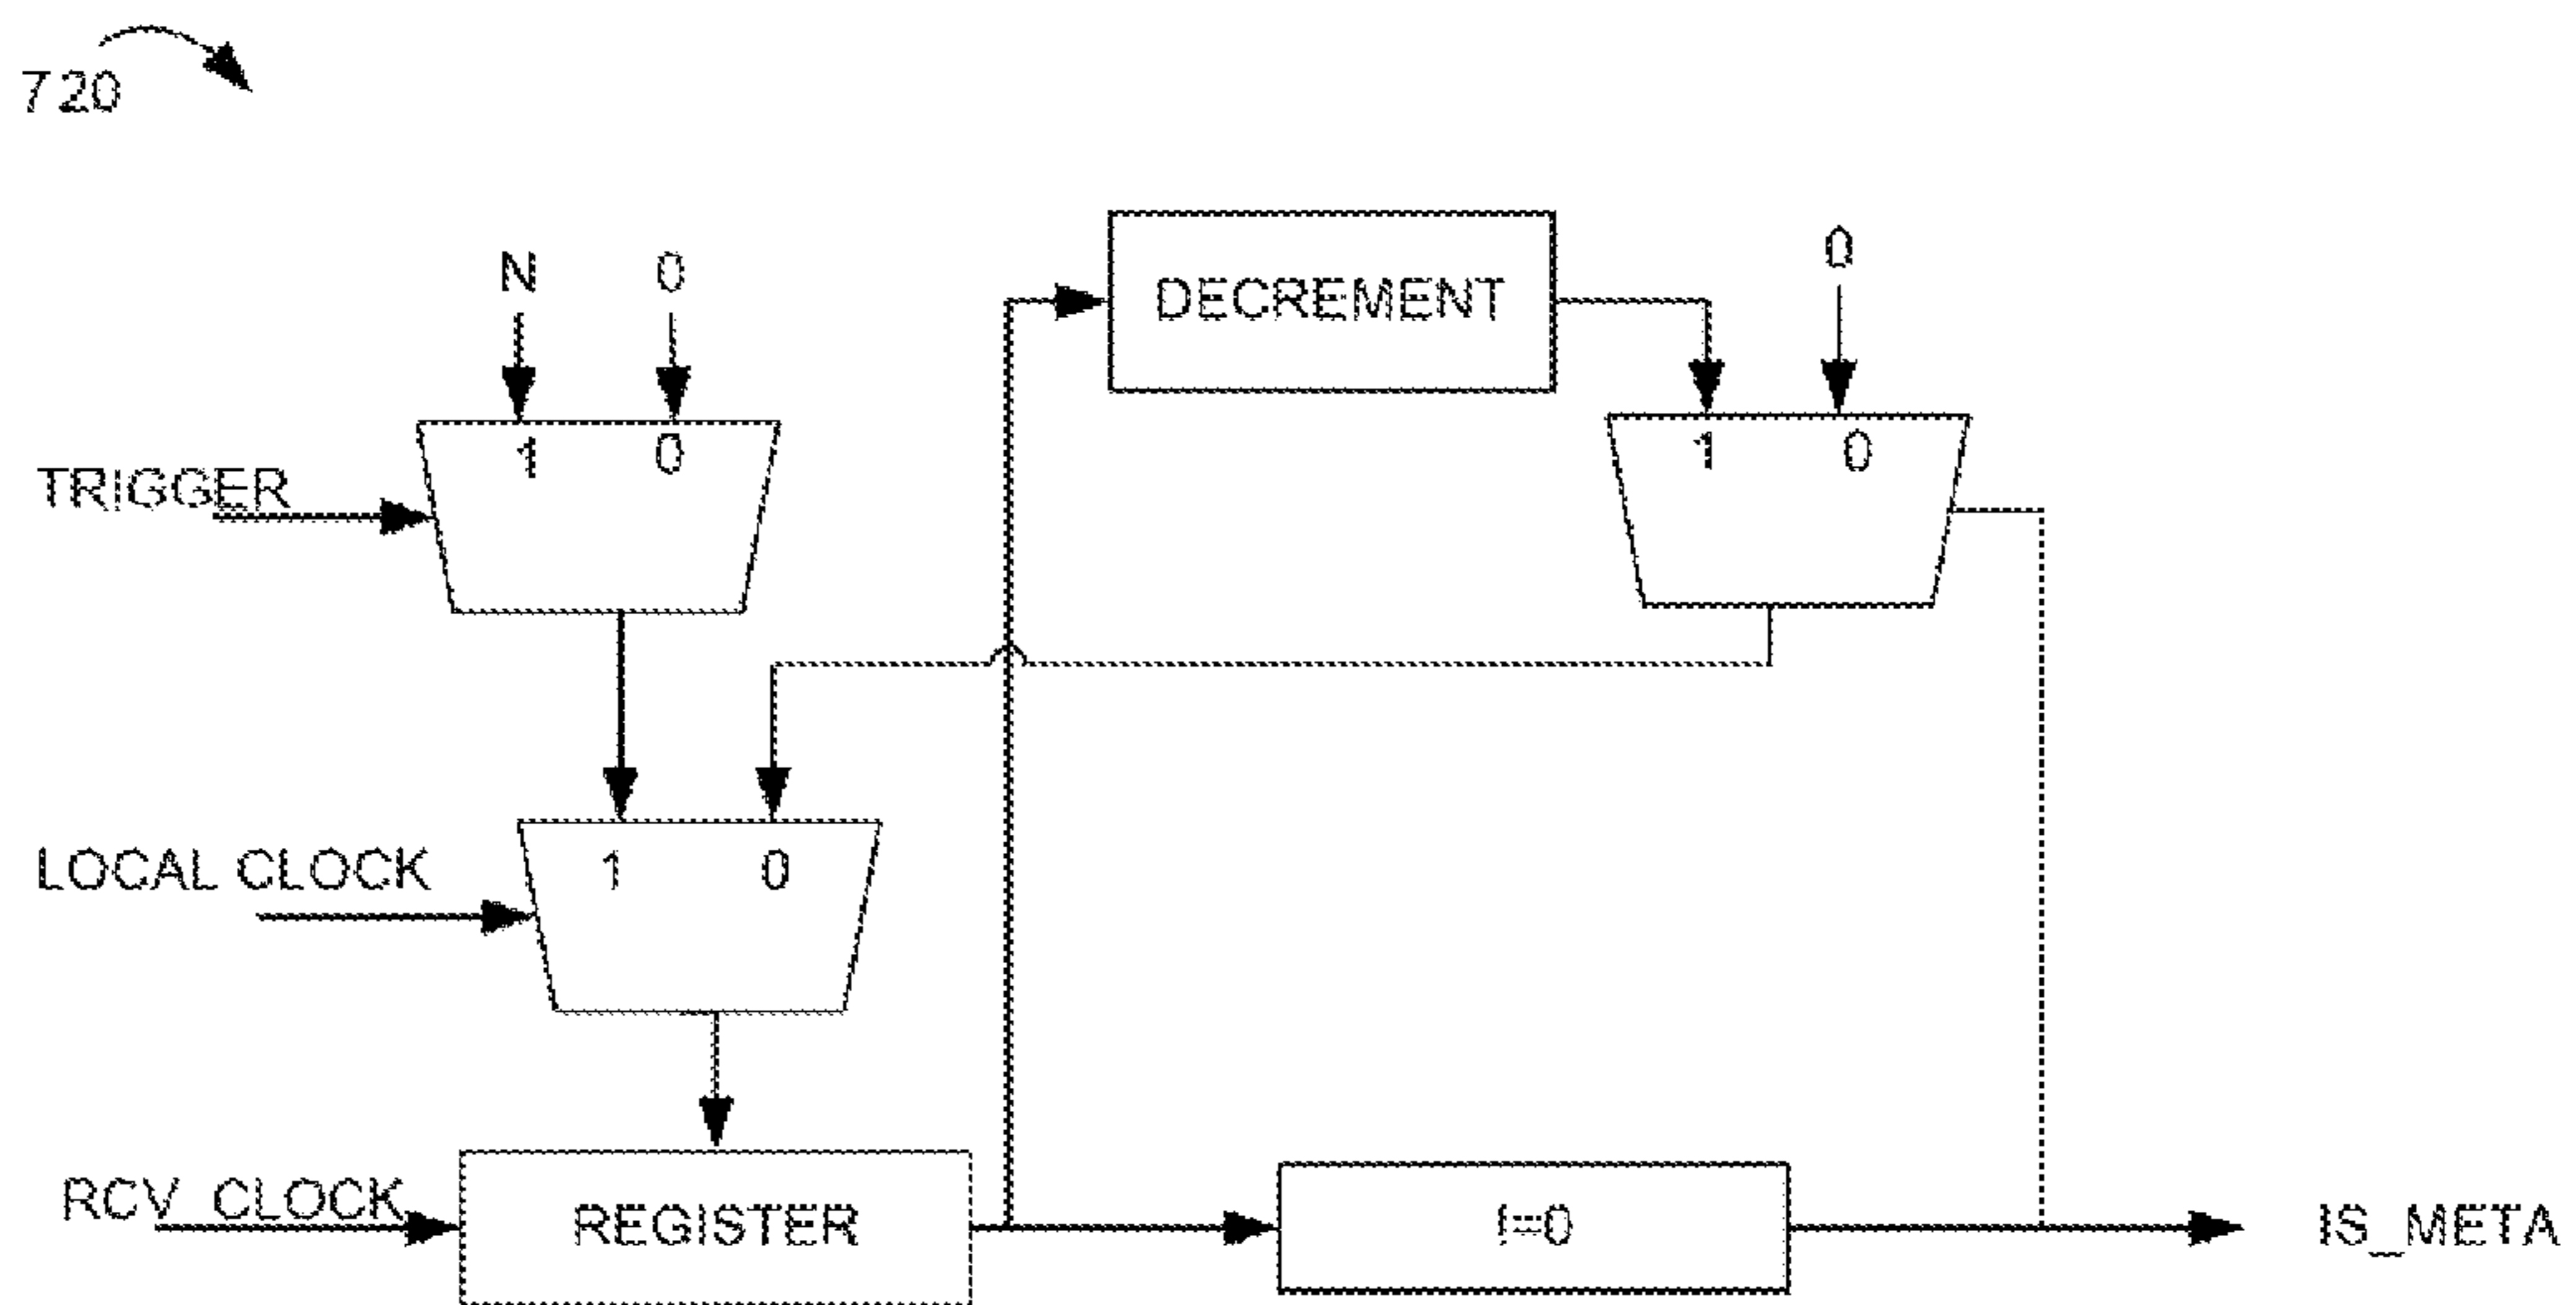 720
N 0
DECREMENT
0
1 0
1 0
TRIGGER
LOCAL CLOCK
1 0
RCV_CLOCK
REGISTER
!=0
IS_META